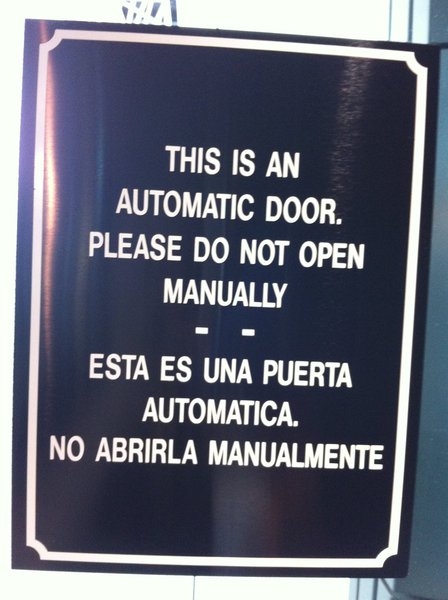 THIS IS AN
AUTOMATIC DOOR.
PLEASE DO NOT OPEN
MANUALLY
- -
ESTA ES UNA PUERTA
AUTOMATICA.
NO ABRIRLA MANUALMENTE